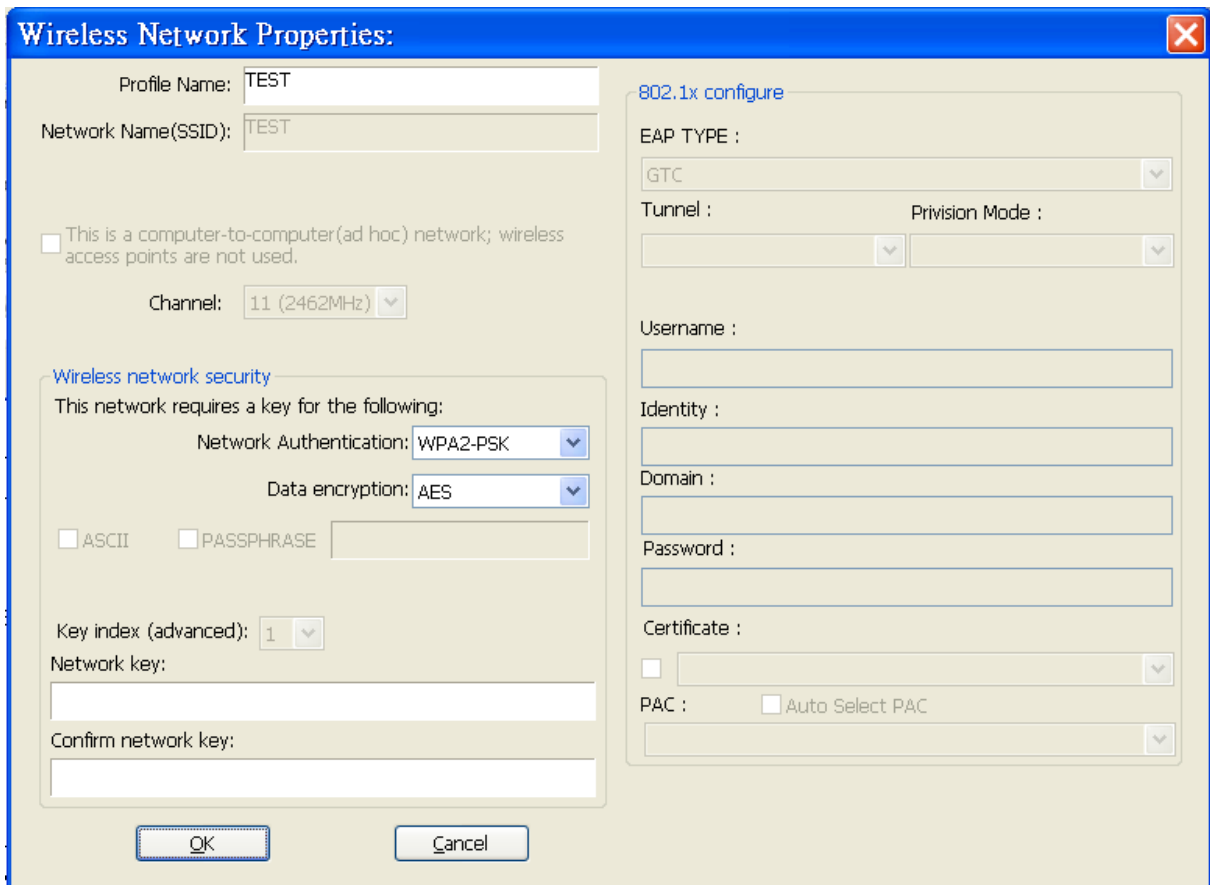 Wireless Network Properties:
Profile Name: TEST
Network Name(SSID): TEST
This is a computer-to-computer(ad hoc) network; wireless
access points are not used.
Channel: 11 (2462MHz)
Wireless network security
This network requires a key for the following:
Network Authentication: WPA2-PSK
Data encryption: AES
ASCII PASSPHRASE
Key index (advanced): 1
Network key:
Confirm network key:
OK Cancel
802.1x configure
EAP TYPE :
GTC
Tunnel : Privision Mode :
Username :
Identity :
Domain :
Password :
Certificate :
PAC : Auto Select PAC